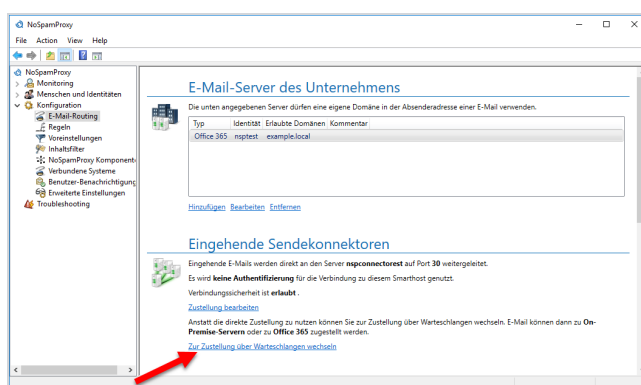 NoSpamProxy
File Action View Help
NoSpamProxy
Monitoring
Menschen und Identitäten
Konfiguration
E-Mail-Routing
Regeln
Voreinstellungen
Inhaltsfilter
NoSpamProxy Komponente
Verbundene Systeme
Benutzer-Benachrichtigung
Erweiterte Einstellungen
Troubleshooting
E-Mail-Server des Unternehmens
Die unten angegebenen Server dürfen eine eigene Domäne in der Absenderadresse einer E-Mail verwenden.
Typ Identität Erlaubte Domänen Kommentar
Office 365 nsptest example.local
Hinzufügen Bearbeiten Entfernen
Eingehende Sendekonnektoren
Eingehende E-Mails werden direkt an den Server nspconnectorest auf Port 30 weitergeleitet.
Es wird keine Authentifizierung für die Verbindung zu diesem Smarthost genutzt.
Verbindungssicherheit ist erlaubt .
Zustellung bearbeiten
Anstatt die direkte Zustellung zu nutzen können Sie zur Zustellung über Warteschlangen wechseln. E-Mail können dann zu On-
Premise-Servern oder zu Office 365 zugestellt werden.
Zur Zustellung über Warteschlangen wechseln